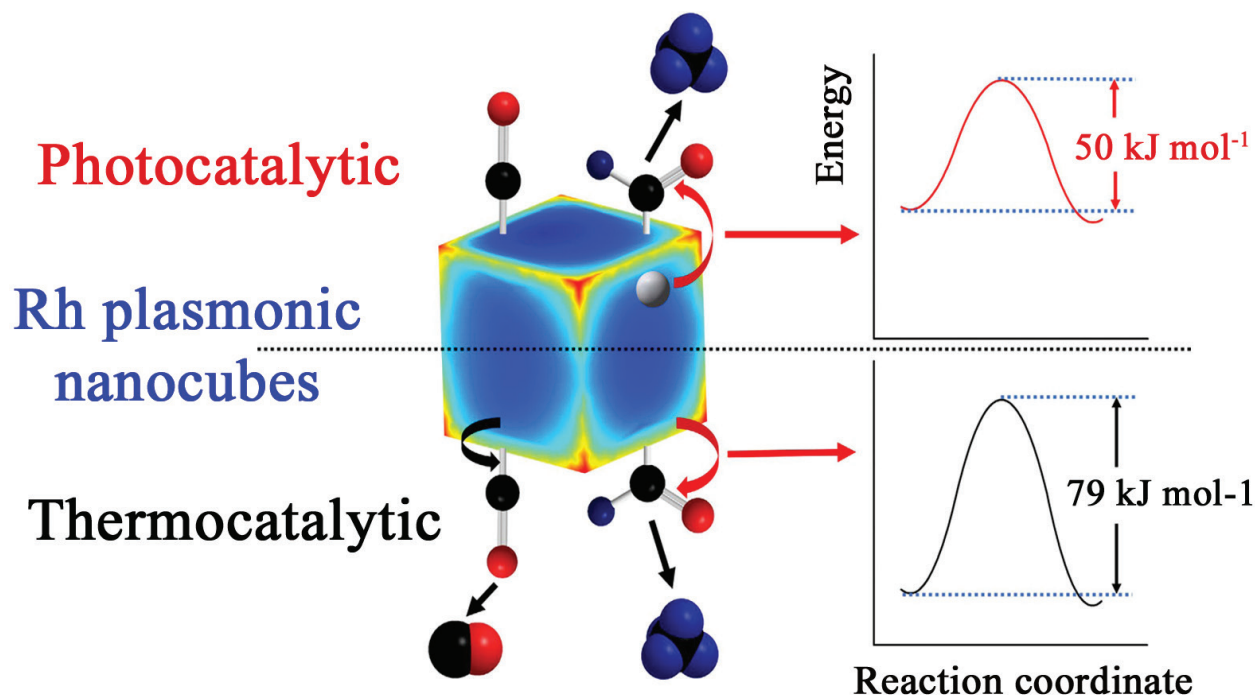 Photocatalytic
Rh plasmonic
nanocubes
Thermocatalytic
Energy
50 kJ mol⁻¹
79 kJ mol-1
Reaction coordinate